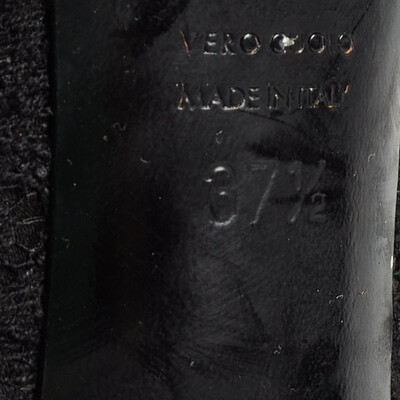 VERO CUOIO
MADE IN ITALY
37½